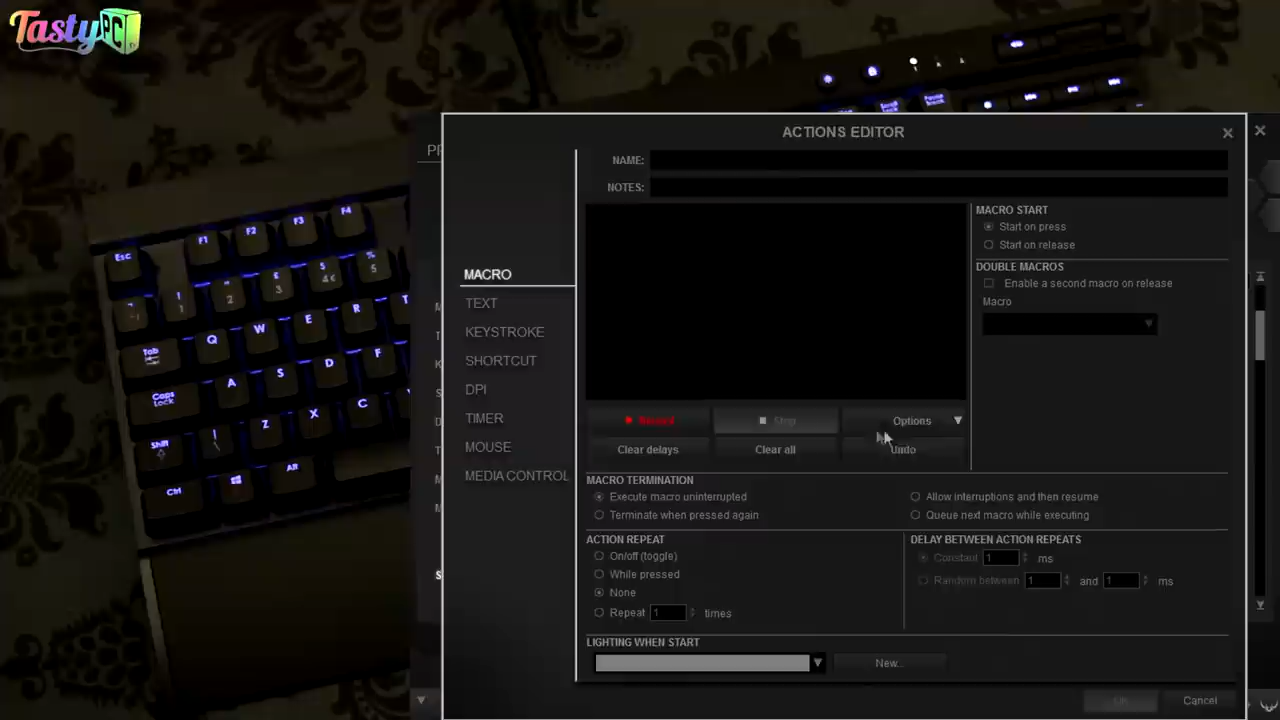 TastyPC
ACTIONS EDITOR
NAME:
NOTES:
MACRO
TEXT
KEYSTROKE
SHORTCUT
DPI
TIMER
MOUSE
MEDIA CONTROL
MACRO START
Start on press
Start on release
DOUBLE MACROS
Enable a second macro on release
Macro
Record
Stop
Options
Clear delays
Clear all
Undo
MACRO TERMINATION
Execute macro uninterrupted
Terminate when pressed again
Allow interruptions and then resume
Queue next macro while executing
ACTION REPEAT
On/off (toggle)
While pressed
None
Repeat 1 times
DELAY BETWEEN ACTION REPEATS
Constant 1 ms
Random between 1 and 1 ms
LIGHTING WHEN START
New...
OK
Cancel
PR
Esc
F1
F2
F3
F4
Q
W
E
R
T
Tab
Caps Lock
A
S
D
F
Shift
Z
X
C
Ctrl
Alt